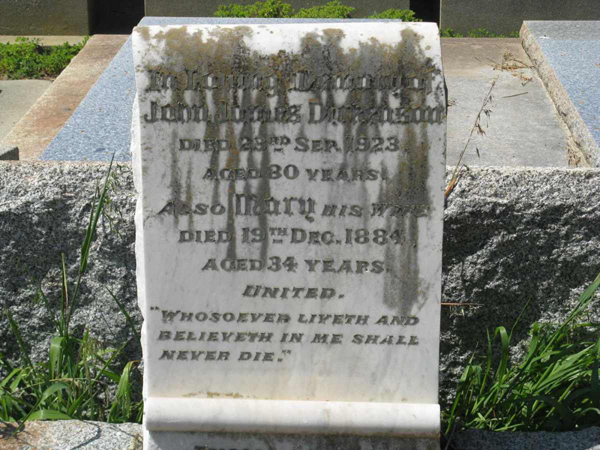 In Loving Memory of
John James Dickenson
DIED 23RD SEP. 1923
AGED 80 YEARS.
ALSO Mary HIS WIFE
DIED 19TH DEC. 1884
AGED 34 YEARS.
UNITED.
"WHOSOEVER LIVETH AND
BELIEVETH IN ME SHALL
NEVER DIE."